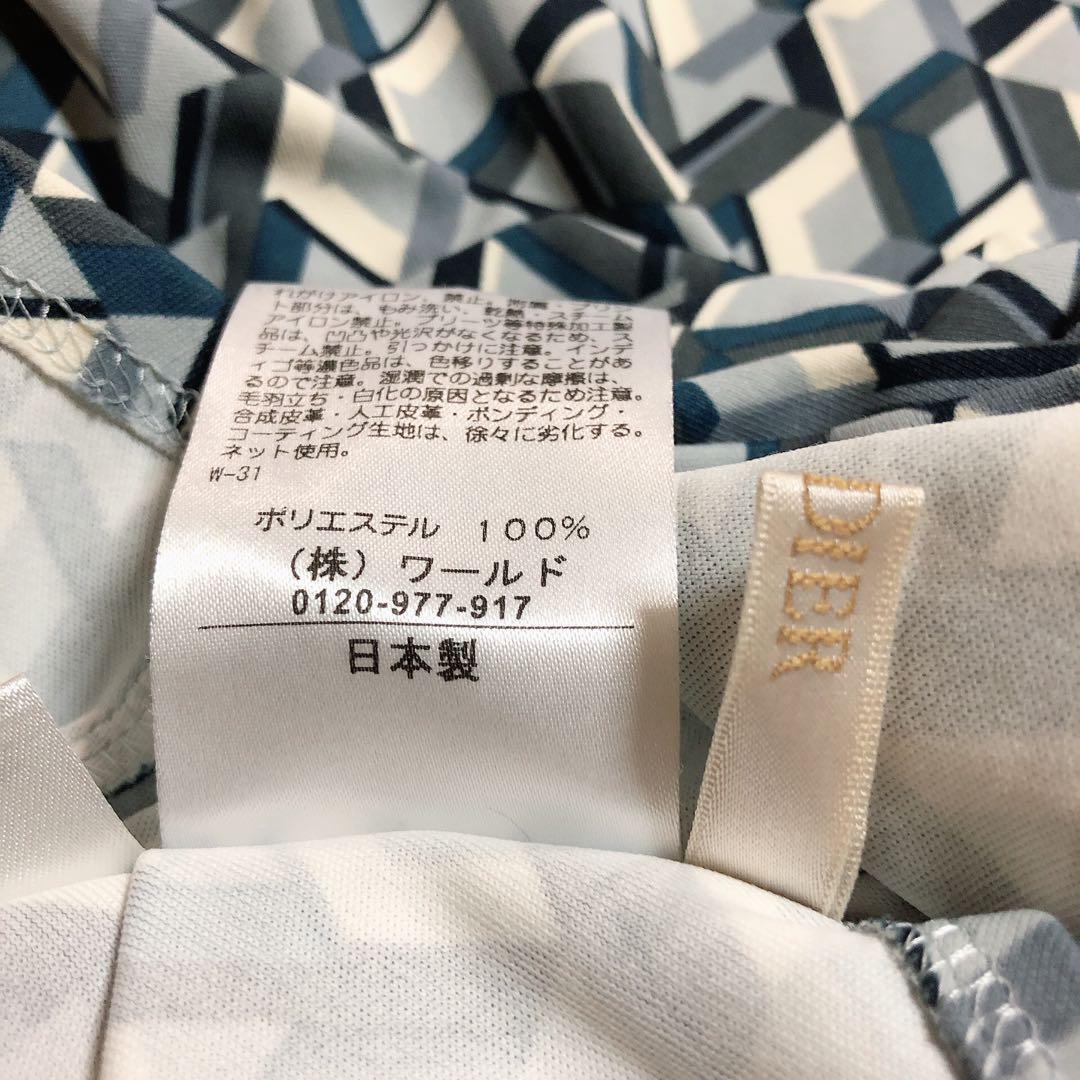 れがけアイロン、禁止。附属・プリン
ト部分は、もみ洗い、乾燥・スチーム
アイロン禁止。プリーツ等特殊加工製
品は、凹凸や光沢がなくなるため、ス
チーム禁止。引っかけに注意。インデ
ィゴ等濃色品は、色移りすることがあ
るので注意。湿潤での過剰な摩擦は、
毛羽立ち・白化の原因となるため注意。
合成皮革・人工皮革・ボンディング・
コーティング生地は、徐々に劣化する。
ネット使用。
W-31
ポリエステル 100%
(株) ワールド
0120-977-917
日本製
DIER